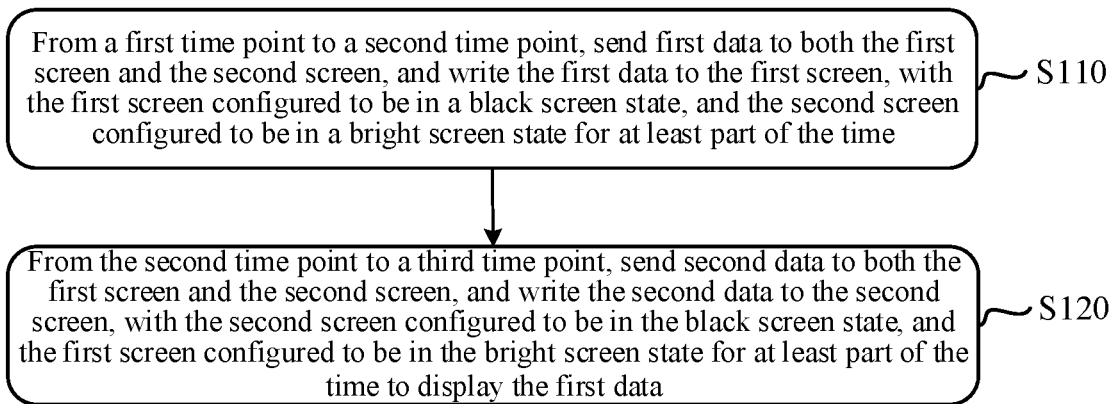 From a first time point to a second time point, send first data to both the first
screen and the second screen, and write the first data to the first screen, with
the first screen configured to be in a black screen state, and the second screen
configured to be in a bright screen state for at least part of the time
S110
From the second time point to a third time point, send second data to both the
first screen and the second screen, and write the second data to the second
screen, with the second screen configured to be in the black screen state, and
the first screen configured to be in the bright screen state for at least part of the
time to display the first data
S120